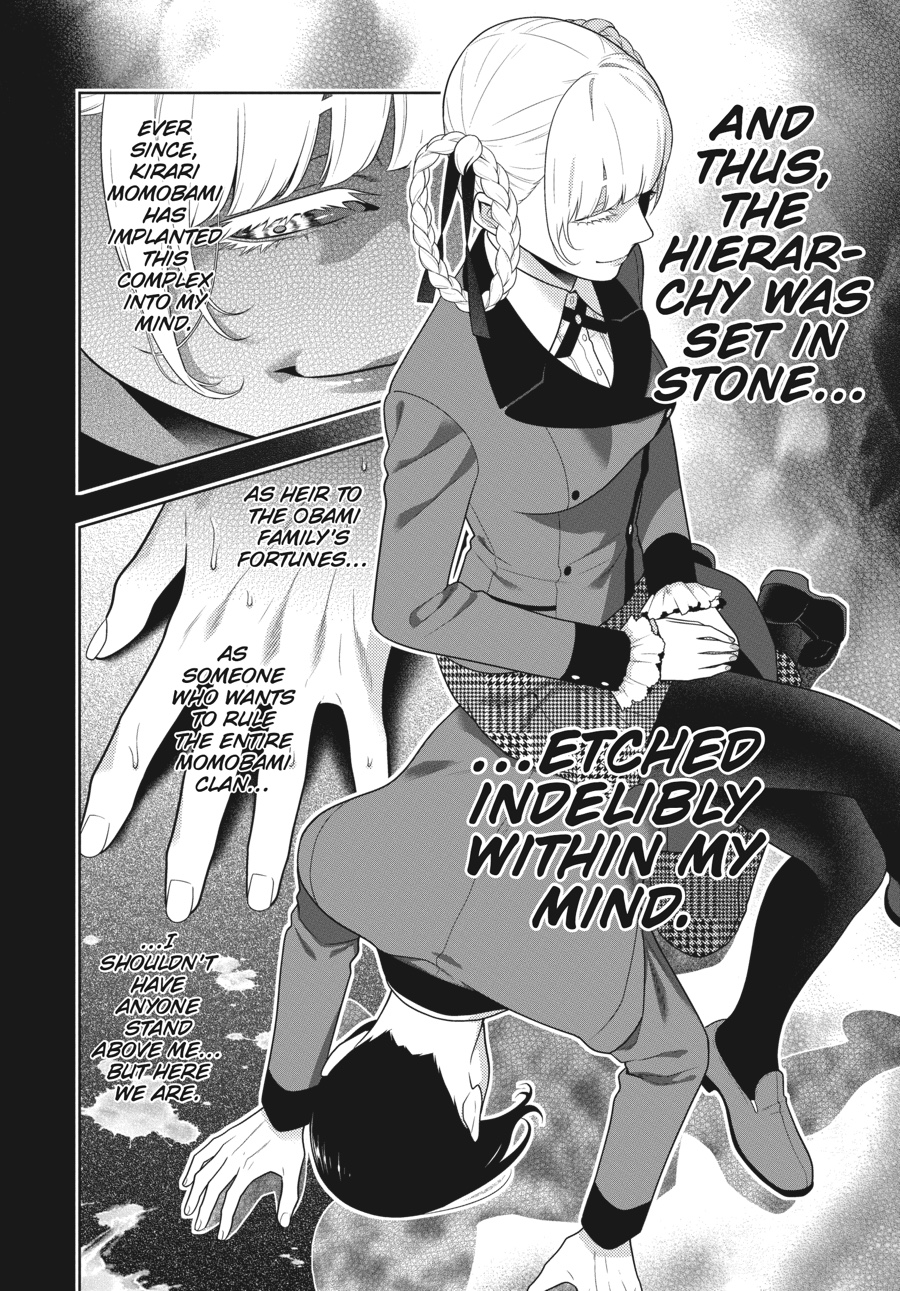 AND
THUS,
THE
HIERAR-
CHY WAS
SET IN
STONE...
EVER
SINCE,
KIRARI
MOMOBAMI
HAS
IMPLANTED
THIS
COMPLEX
INTO MY
MIND.
AS HEIR TO
THE OBAMI
FAMILY'S
FORTUNES...
AS
SOMEONE
WHO WANTS
TO RULE
THE ENTIRE
MOMOBAMI
CLAN...
...ETCHED
INDELIBLY
WITHIN MY
MIND.
...I
SHOULDN'T
HAVE
ANYONE
STAND
ABOVE ME...
BUT HERE
WE ARE.